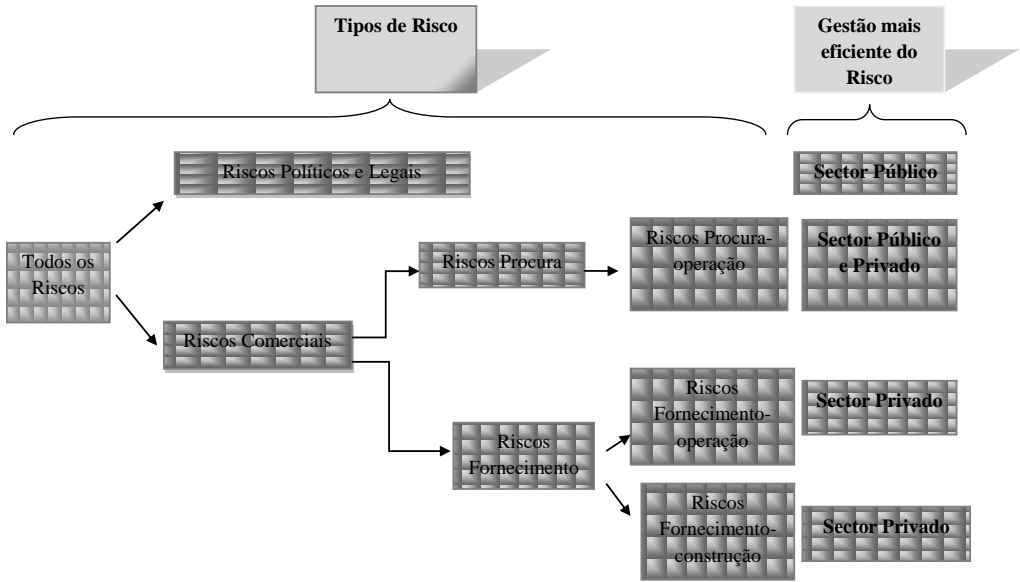 Tipos de Risco
Gestão mais
eficiente do
Risco
Riscos Políticos e Legais
Sector Público
Todos os
Riscos
Riscos Procura
Riscos Procura-
operação
Sector Público
e Privado
Riscos Comerciais
Riscos
Fornecimento
Riscos
Fornecimento-
operação
Sector Privado
Riscos
Fornecimento-
construção
Sector Privado